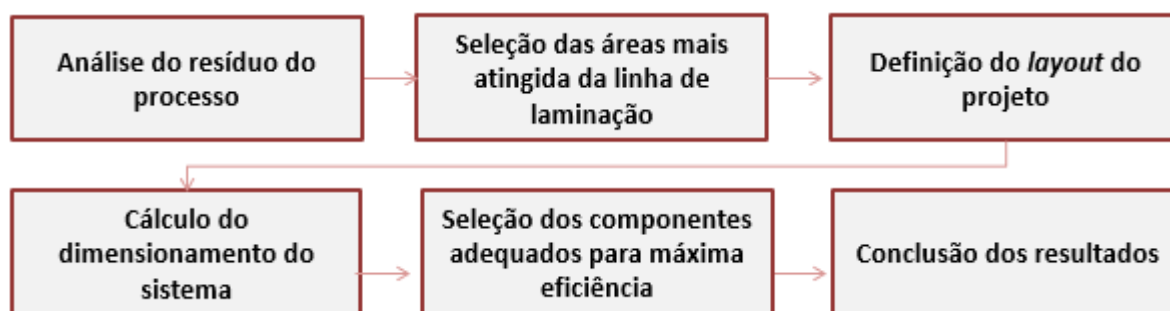 Análise do resíduo do
processo
Seleção das áreas mais
atingida da linha de
laminação
Definição do layout do
projeto
Cálculo do
dimensionamento do
sistema
Seleção dos componentes
adequados para máxima
eficiência
Conclusão dos resultados